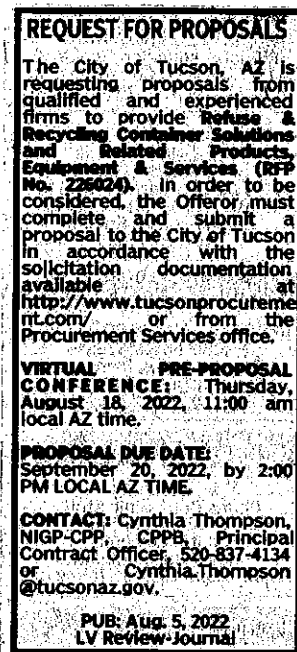 REQUEST FOR PROPOSALS
The City of Tucson, AZ is
requesting proposals from
qualified and experienced
firms to provide Refuse &
Recycling Container Solutions
and Related Products,
Equipment & Services (RFP
No. 226024). In order to be
considered, the Offeror must
complete and submit a
proposal to the City of Tucson
in accordance with the
solicitation documentation
available at
http://www.tucsonprocureme
nt.com/ or from the
Procurement Services office.
VIRTUAL PRE-PROPOSAL
CONFERENCE: Thursday,
August 18, 2022, 11:00 am
local AZ time.
PROPOSAL DUE DATE:
September 20, 2022, by 2:00
PM LOCAL AZ TIME.
CONTACT: Cynthia Thompson,
NIGP-CPP, CPPB, Principal
Contract Officer, 520-837-4134
or Cynthia.Thompson
@tucsonaz.gov.
PUB: Aug. 5, 2022
LV Review-Journal